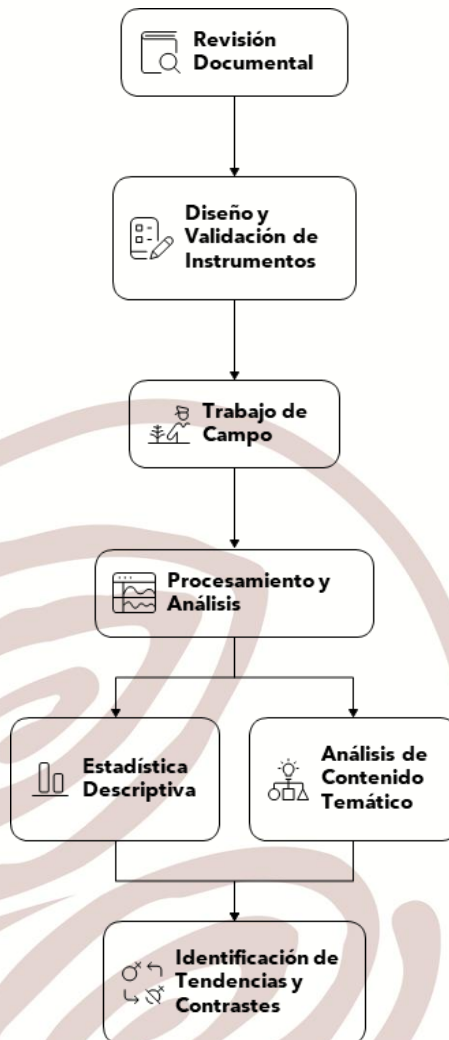 Revisión
Documental
Diseño y
Validación de
Instrumentos
Trabajo de
Campo
Procesamiento y
Análisis
Estadística
Descriptiva
Análisis de
Contenido
Temático
Identificación de
Tendencias y
Contrastes